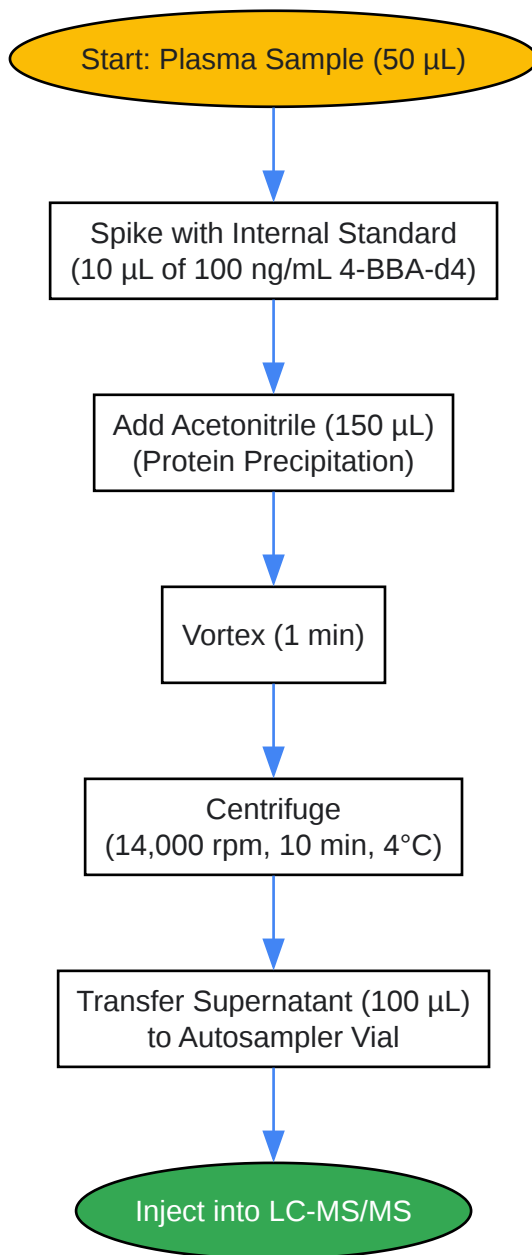 Start: Plasma Sample (50 µL)
Spike with Internal Standard
(10 µL of 100 ng/mL 4-BBA-d4)
Add Acetonitrile (150 µL)
(Protein Precipitation)
Vortex (1 min)
Centrifuge
(14,000 rpm, 10 min, 4°C)
Transfer Supernatant (100 µL)
to Autosampler Vial
Inject into LC-MS/MS